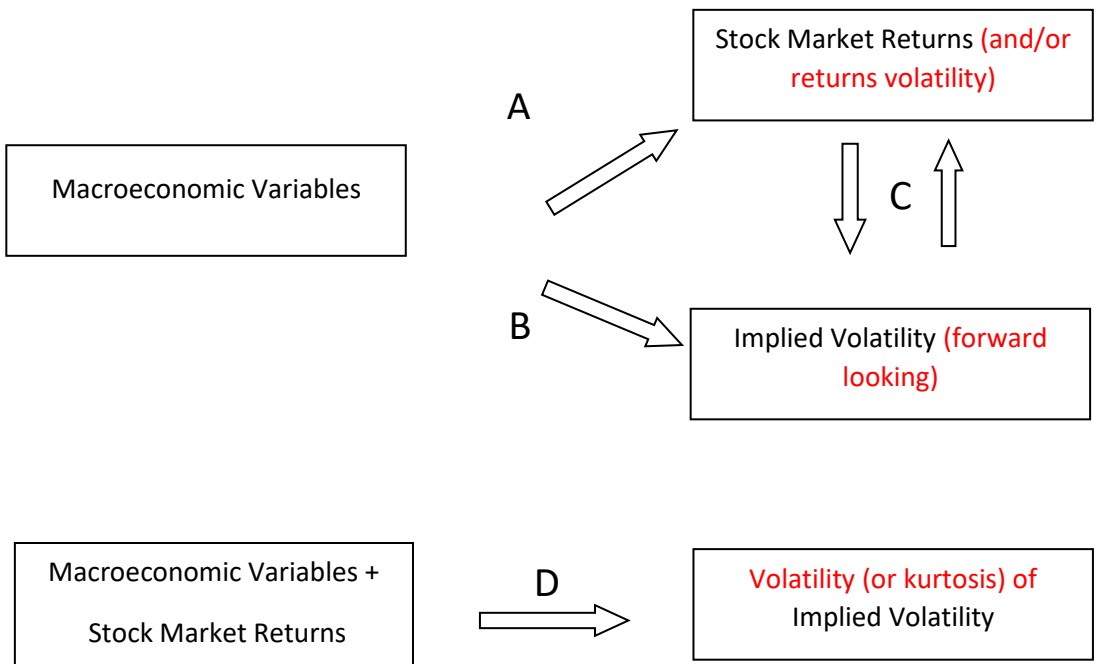 Stock Market Returns (and/or
returns volatility)
A
Macroeconomic Variables
C
B
Implied Volatility (forward
looking)
Macroeconomic Variables +
Stock Market Returns
D
Volatility (or kurtosis) of
Implied Volatility